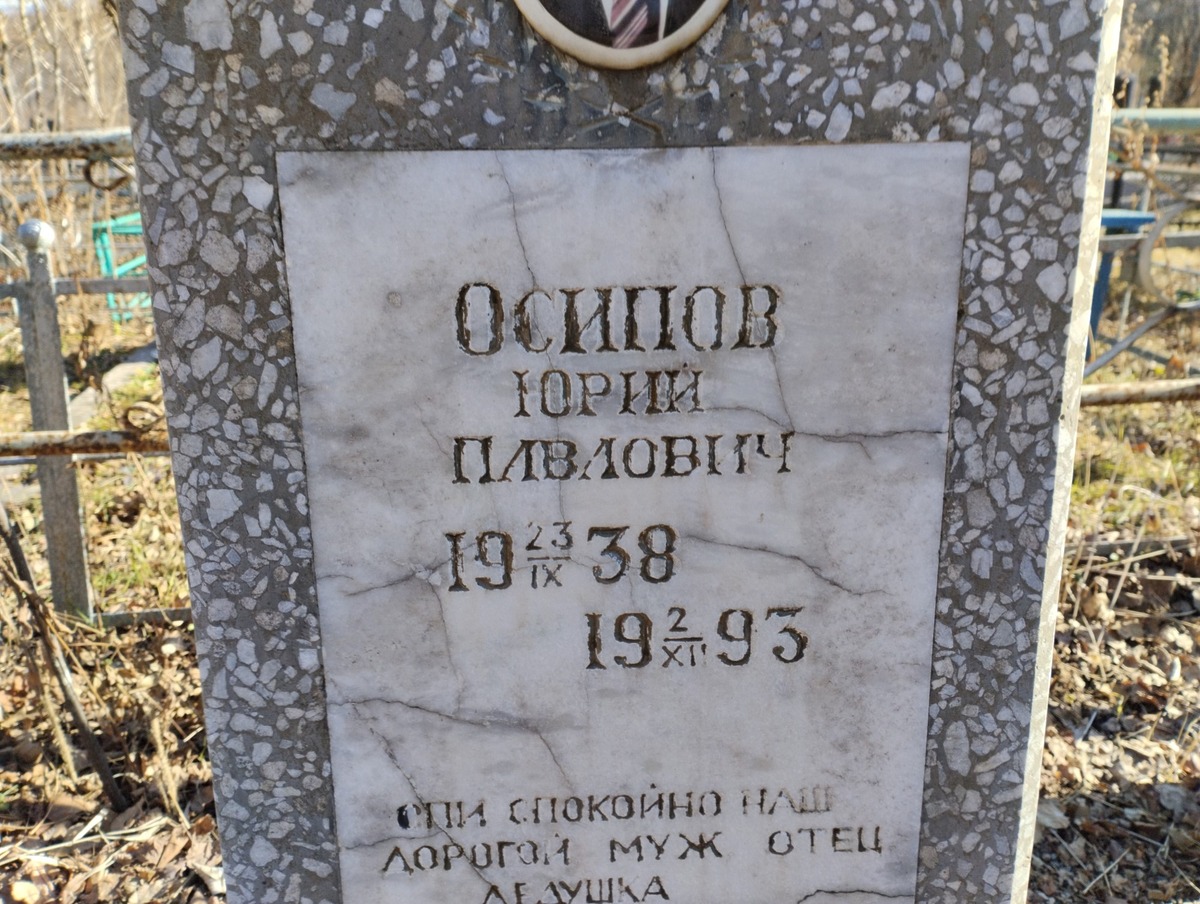 Осипов
Юрий
Павлович
19 23/IX 38
19 2/XII 93
Спи спокойно наш
дорогой муж отец
дедушка